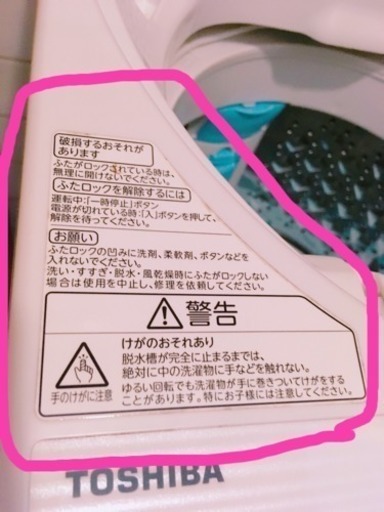 破損するおそれが
あります
ふたがロックされている時は、
無理に開けないでください。
ふたロックを解除するには
運転中:「一時停止」ボタン
電源が切れている時:「入」ボタンを押して、
解除を待ってください。
お願い
ふたロックの凹みに洗剤、柔軟剤、ボタンなどを
入れないでください。
洗い・すすぎ・脱水・風乾燥時にふたがロックしない
場合は使用を中止し、修理を依頼してください。
警告
けがのおそれあり
脱水槽が完全に止まるまでは、
絶対に中の洗濯物に手などを触れない。
ゆるい回転でも洗濯物が手に巻きついてけがをする
ことがあります。特にお子様には注意してください。
手のけがに注意
TOSHIBA